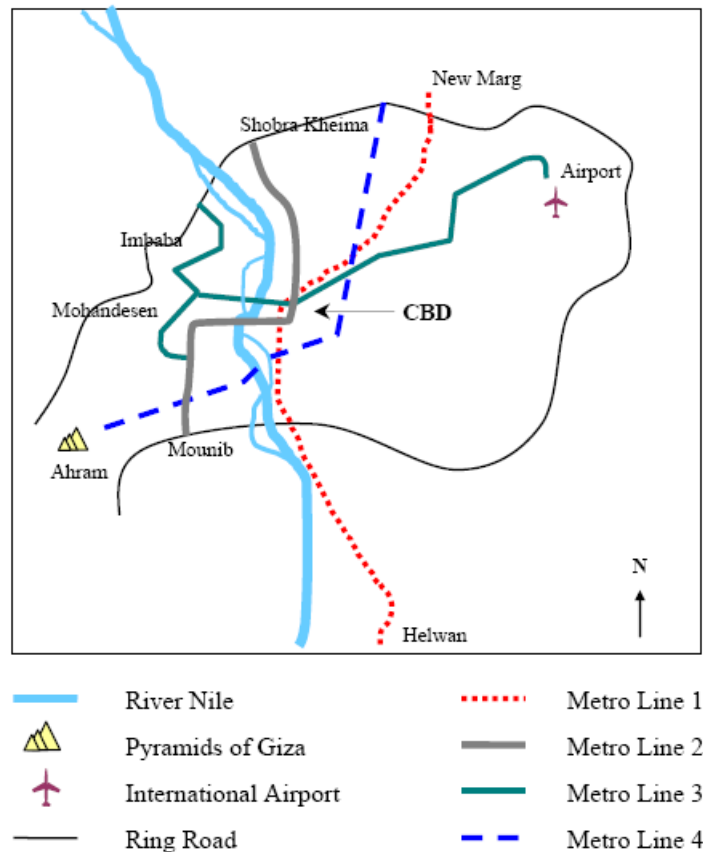 New Marg
Shobra Kheima
Airport
Imbaba
Mohandesen
CBD
Mounib
Ahram
N
Helwan
River Nile
Metro Line 1
Pyramids of Giza
Metro Line 2
International Airport
Metro Line 3
Ring Road
Metro Line 4